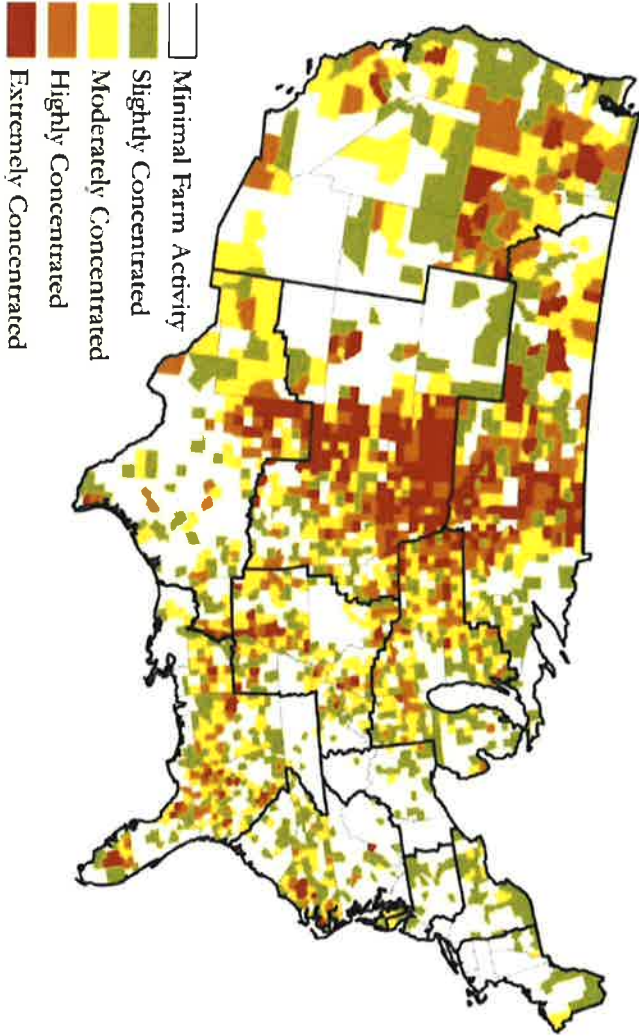 Minimal Farm Activity
Slightly Concentrated
Moderately Concentrated
Highly Concentrated
Extremely Concentrated